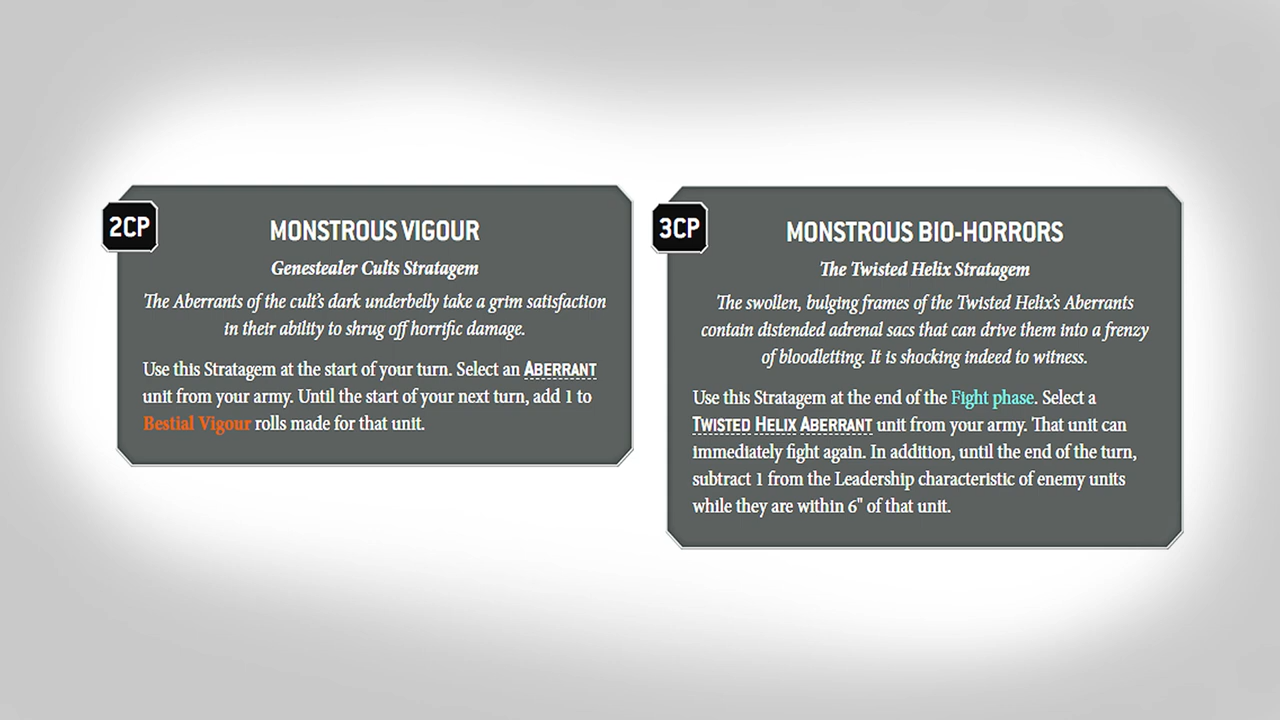 2CP
MONSTROUS VIGOUR
Genestealer Cults Stratagem
The Aberrants of the cult's dark underbelly take a grim satisfaction
in their ability to shrug off horrific damage.
Use this Stratagem at the start of your turn. Select an ABERRANT
unit from your army. Until the start of your next turn, add 1 to
Bestial Vigour rolls made for that unit.
3CP
MONSTROUS BIO-HORRORS
The Twisted Helix Stratagem
The swollen, bulging frames of the Twisted Helix's Aberrants
contain distended adrenal sacs that can drive them into a frenzy
of bloodletting. It is shocking indeed to witness.
Use this Stratagem at the end of the Fight phase. Select a
TWISTED HELIX ABERRANT unit from your army. That unit can
immediately fight again. In addition, until the end of the turn,
subtract 1 from the Leadership characteristic of enemy units
while they are within 6" of that unit.